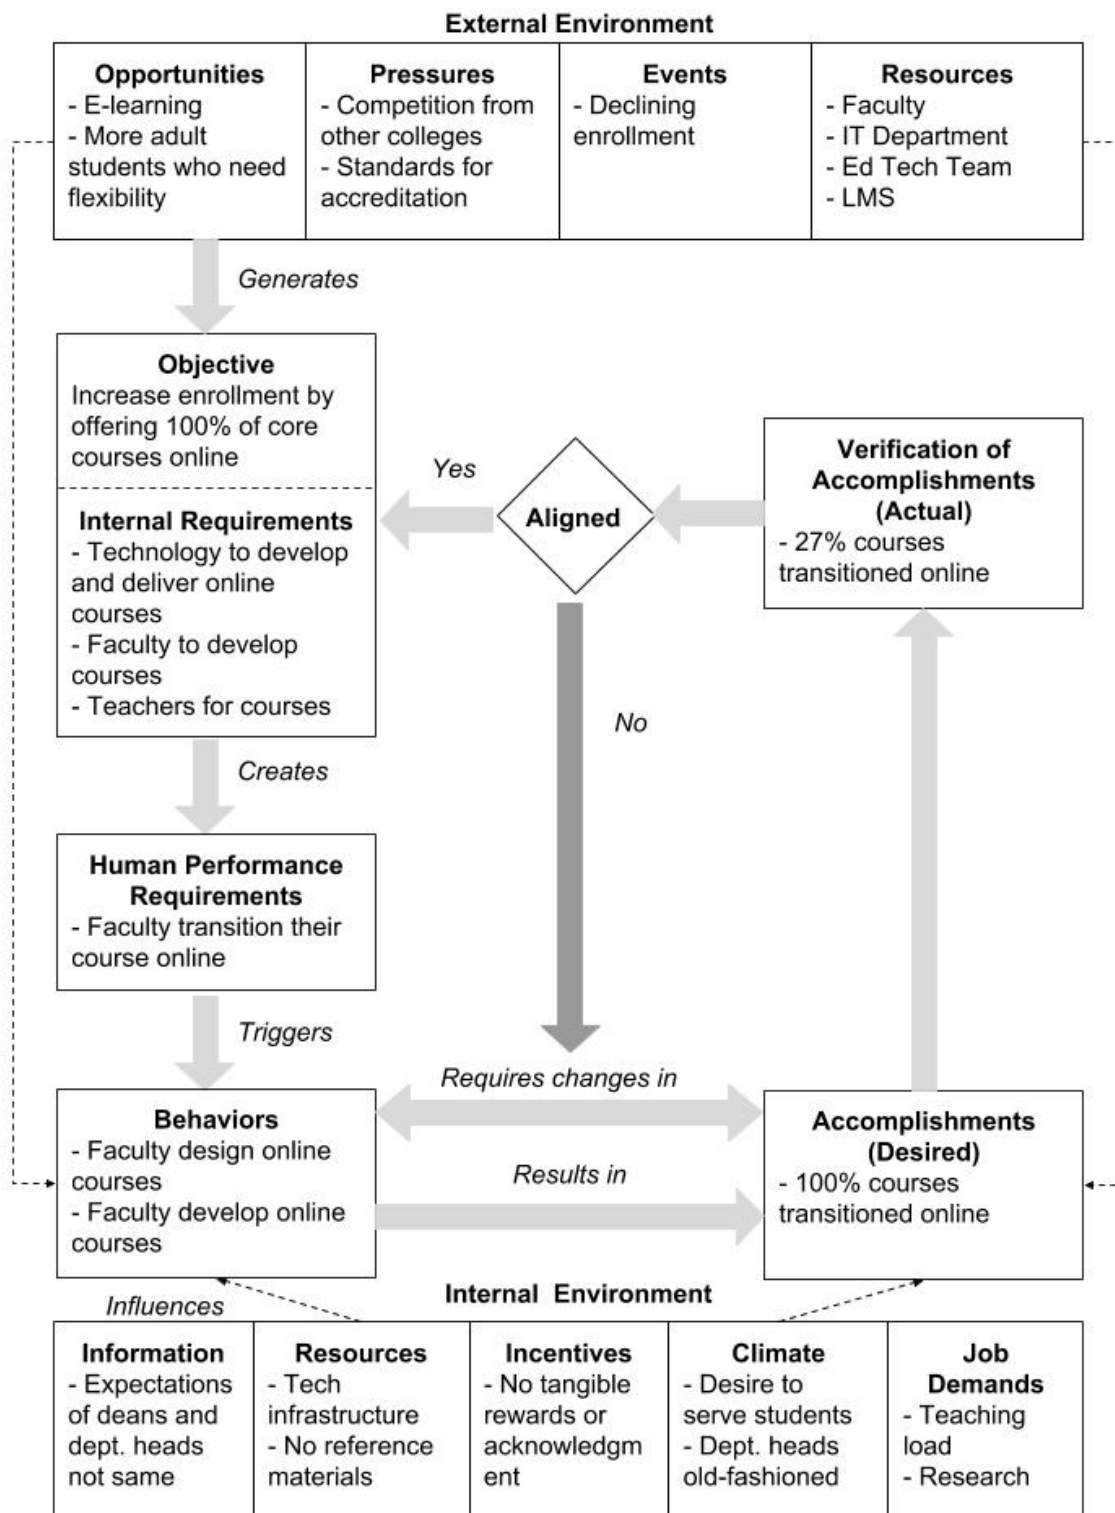 External Environment
Opportunities
- E-learning
- More adult
students who need
flexibility
Pressures
- Competition from
other colleges
- Standards for
accreditation
Events
- Declining
enrollment
Resources
- Faculty
- IT Department
- Ed Tech Team
- LMS
Generates
Objective
Increase enrollment by
offering 100% of core
courses online
Internal Requirements
- Technology to develop
and deliver online
courses
- Faculty to develop
courses
- Teachers for courses
Yes
Aligned
Verification of
Accomplishments
(Actual)
- 27% courses
transitioned online
No
Creates
Human Performance
Requirements
- Faculty transition their
course online
Triggers
Behaviors
- Faculty design online
courses
- Faculty develop online
courses
Requires changes in
Results in
Accomplishments
(Desired)
- 100% courses
transitioned online
Influences
Internal Environment
Information
- Expectations
of deans and
dept. heads
not same
Resources
- Tech
infrastructure
- No reference
materials
Incentives
- No tangible
rewards or
acknowledgm
ent
Climate
- Desire to
serve students
- Dept. heads
old-fashioned
Job
Demands
- Teaching
load
- Research